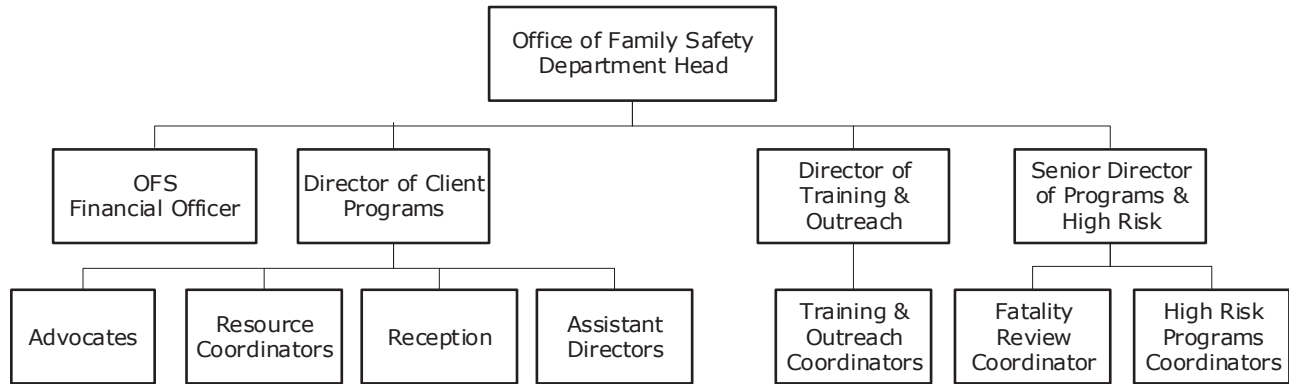 Office of Family Safety
Department Head
OFS
Financial Officer
Director of Client
Programs
Director of
Training &
Outreach
Senior Director
of Programs &
High Risk
Advocates
Resource
Coordinators
Reception
Assistant
Directors
Training &
Outreach
Coordinators
Fatality
Review
Coordinator
High Risk
Programs
Coordinators